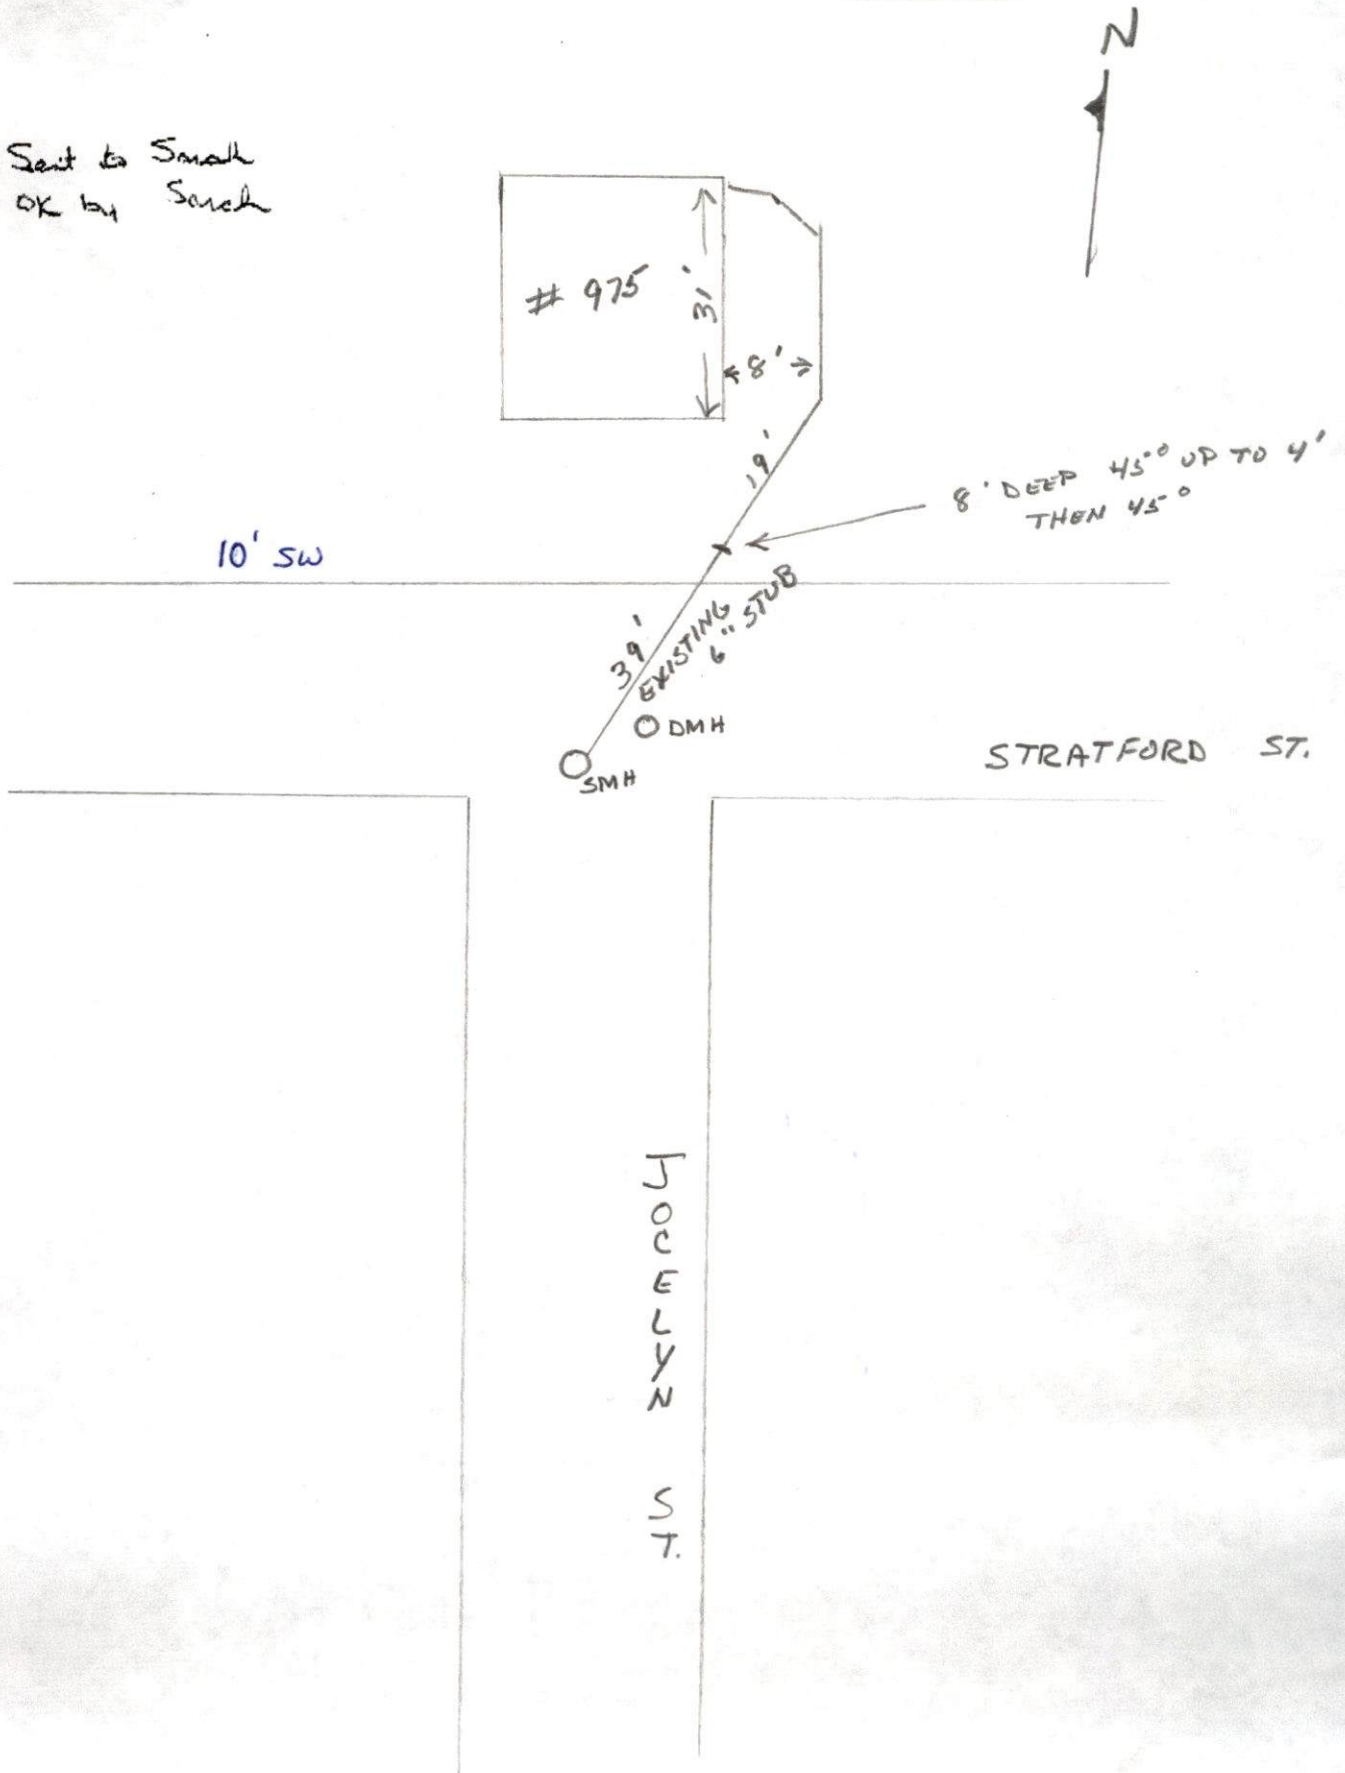 N
Sent to Sarah
OK by Sarah
# 975
31'
8'
19'
8' DEEP 45° UP TO 4'
THEN 45°
10' SW
39'
EXISTING
6" STUB
DMH
SMH
STRATFORD ST.
JOCELYN ST.